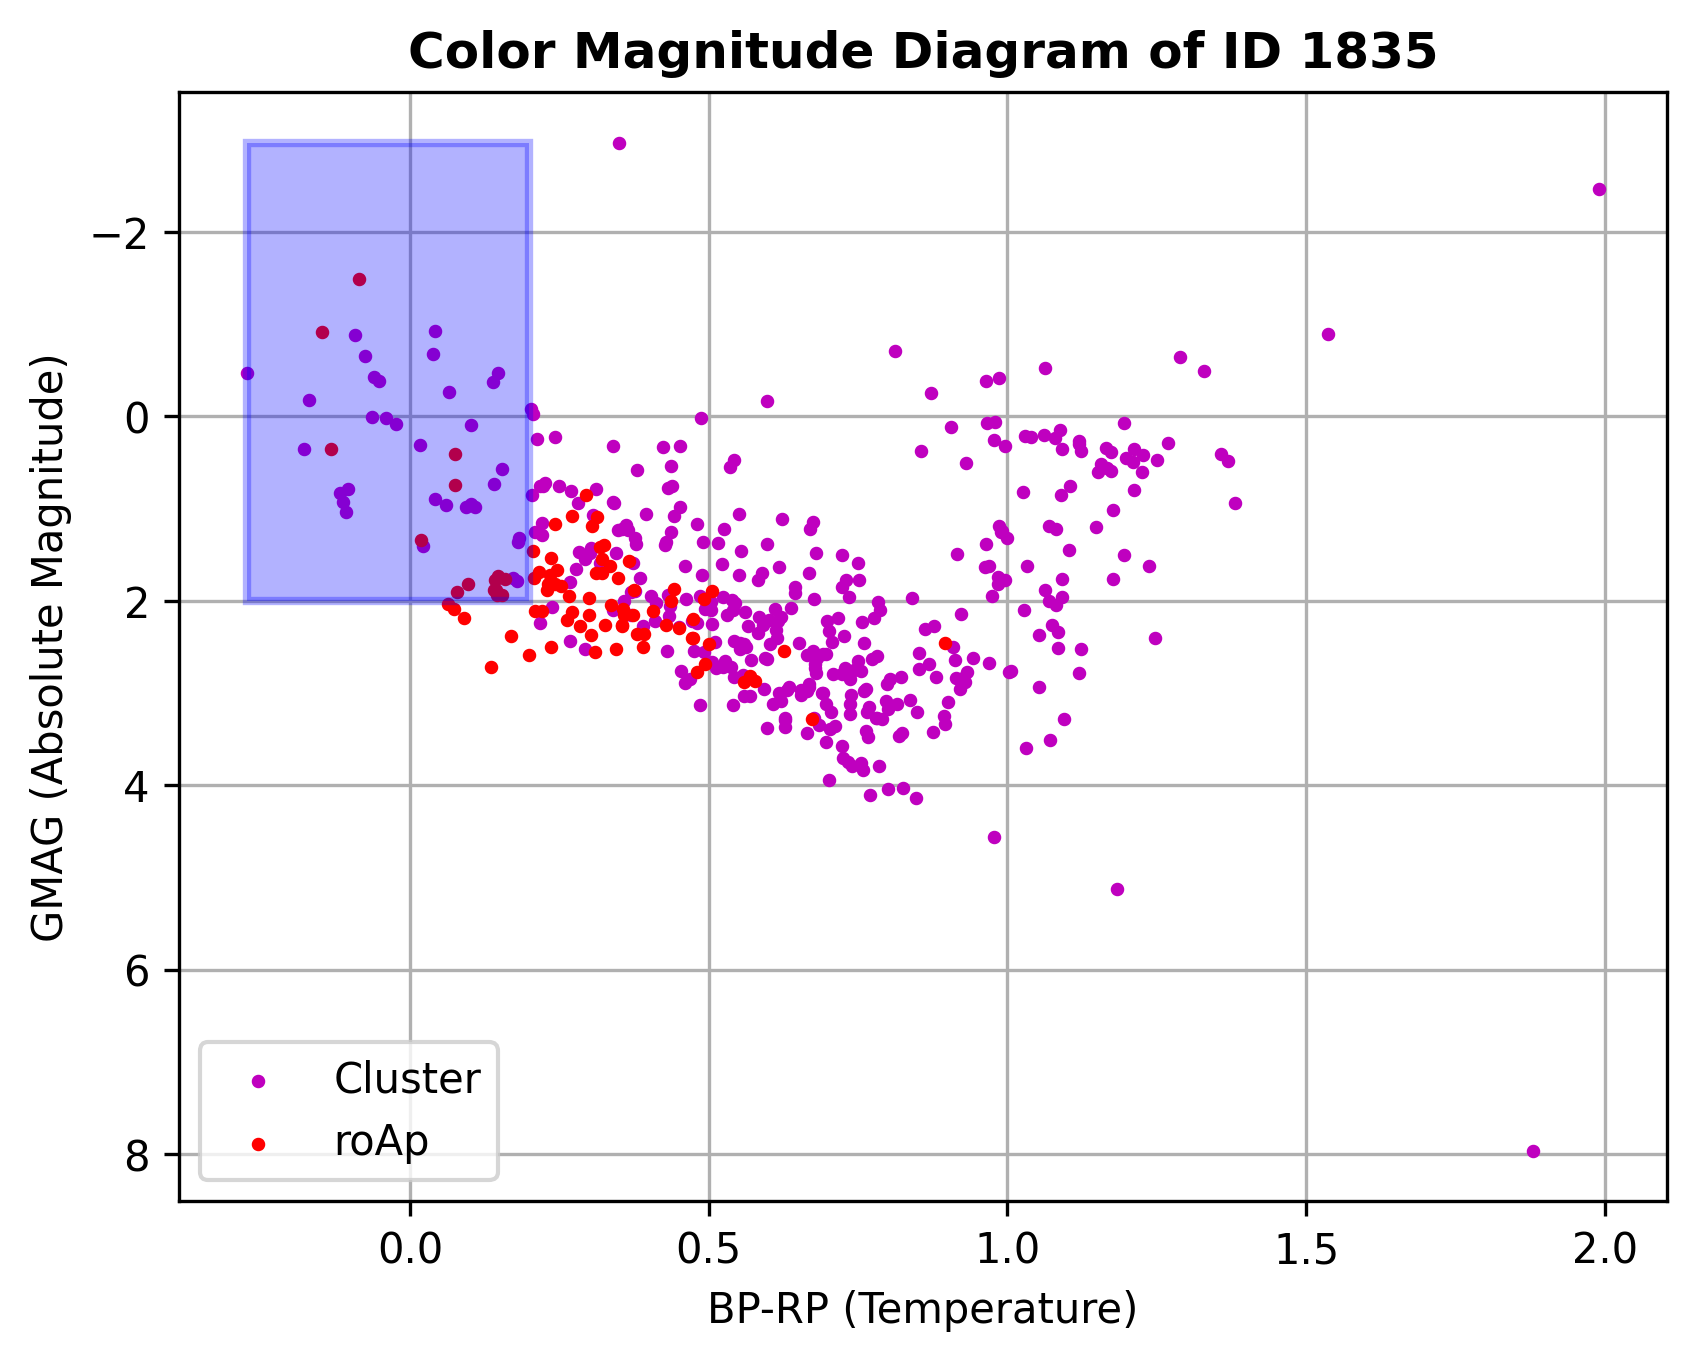 Color Magnitude Diagram of ID 1835
GMAG (Absolute Magnitude)
−2
0
2
4
6
8
Cluster
roAp
0.0 0.5 1.0 1.5 2.0
BP-RP (Temperature)